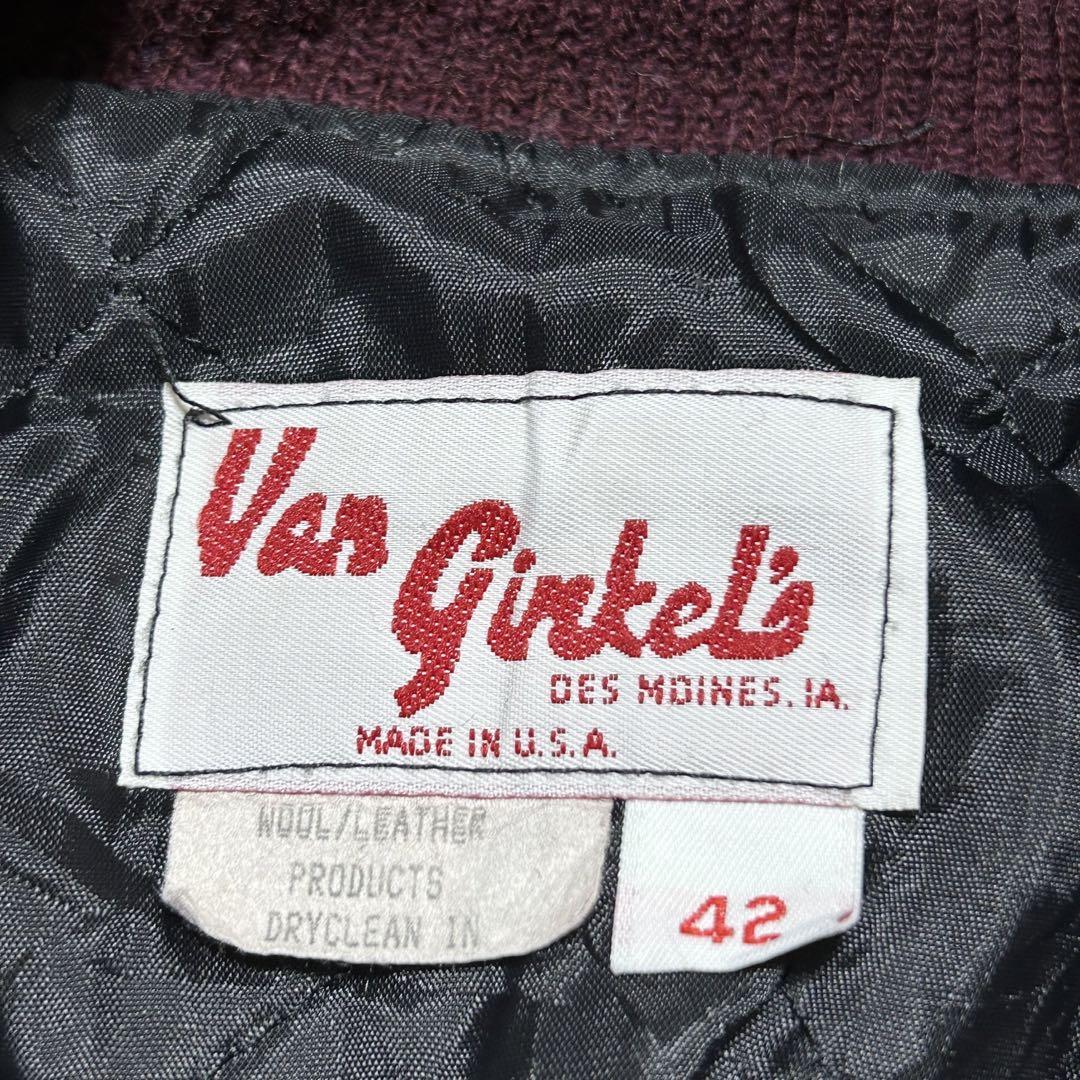 Van
Ginkel's
DES MOINES, IA.
MADE IN U.S.A.
WOOL/LEATHER
PRODUCTS
DRYCLEAN IN
42